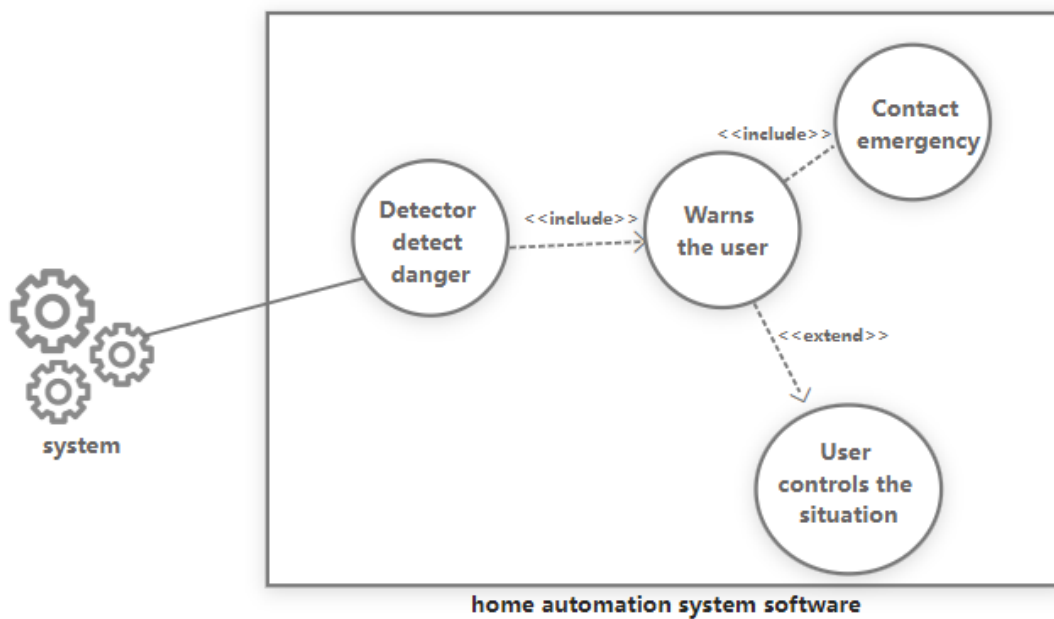 Contact
emergency
<<include>>
Detector
detect
danger
<<include>>
Warns
the user
<<extend>>
system
User
controls the
situation
home automation system software